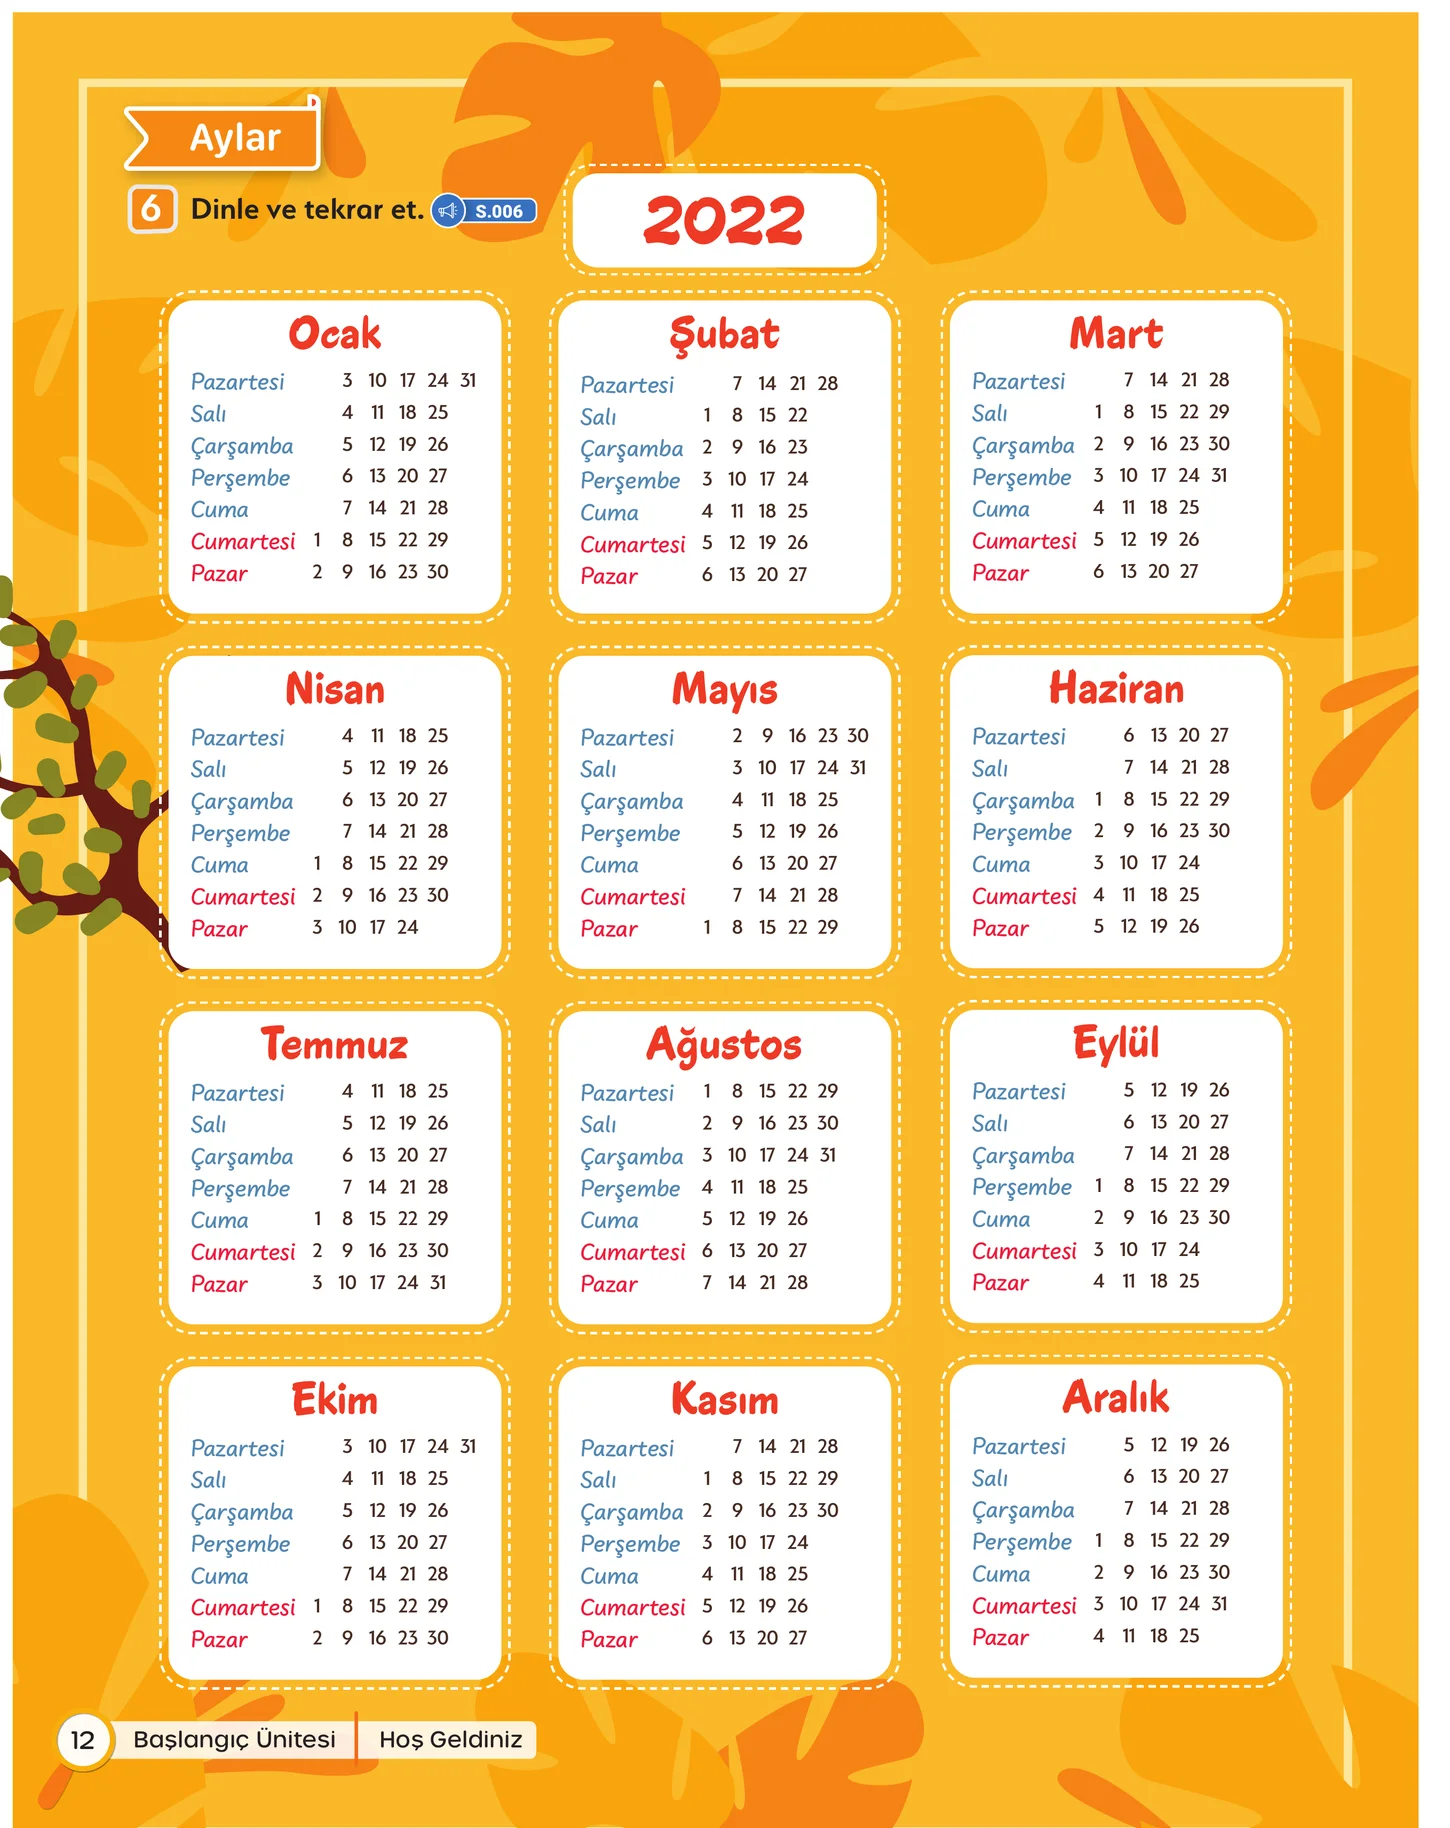 Aylar
6 Dinle ve tekrar et. S.006
2022
Ocak
Pazartesi 3 10 17 24 31
Salı 4 11 18 25
Çarşamba 5 12 19 26
Perşembe 6 13 20 27
Cuma 7 14 21 28
Cumartesi 1 8 15 22 29
Pazar 2 9 16 23 30
Şubat
Pazartesi 7 14 21 28
Salı 1 8 15 22
Çarşamba 2 9 16 23
Perşembe 3 10 17 24
Cuma 4 11 18 25
Cumartesi 5 12 19 26
Pazar 6 13 20 27
Mart
Pazartesi 7 14 21 28
Salı 1 8 15 22 29
Çarşamba 2 9 16 23 30
Perşembe 3 10 17 24 31
Cuma 4 11 18 25
Cumartesi 5 12 19 26
Pazar 6 13 20 27
Nisan
Pazartesi 4 11 18 25
Salı 5 12 19 26
Çarşamba 6 13 20 27
Perşembe 7 14 21 28
Cuma 1 8 15 22 29
Cumartesi 2 9 16 23 30
Pazar 3 10 17 24
Mayıs
Pazartesi 2 9 16 23 30
Salı 3 10 17 24 31
Çarşamba 4 11 18 25
Perşembe 5 12 19 26
Cuma 6 13 20 27
Cumartesi 7 14 21 28
Pazar 1 8 15 22 29
Haziran
Pazartesi 6 13 20 27
Salı 7 14 21 28
Çarşamba 1 8 15 22 29
Perşembe 2 9 16 23 30
Cuma 3 10 17 24
Cumartesi 4 11 18 25
Pazar 5 12 19 26
Temmuz
Pazartesi 4 11 18 25
Salı 5 12 19 26
Çarşamba 6 13 20 27
Perşembe 7 14 21 28
Cuma 1 8 15 22 29
Cumartesi 2 9 16 23 30
Pazar 3 10 17 24 31
Ağustos
Pazartesi 1 8 15 22 29
Salı 2 9 16 23 30
Çarşamba 3 10 17 24 31
Perşembe 4 11 18 25
Cuma 5 12 19 26
Cumartesi 6 13 20 27
Pazar 7 14 21 28
Eylül
Pazartesi 5 12 19 26
Salı 6 13 20 27
Çarşamba 7 14 21 28
Perşembe 1 8 15 22 29
Cuma 2 9 16 23 30
Cumartesi 3 10 17 24
Pazar 4 11 18 25
Ekim
Pazartesi 3 10 17 24 31
Salı 4 11 18 25
Çarşamba 5 12 19 26
Perşembe 6 13 20 27
Cuma 7 14 21 28
Cumartesi 1 8 15 22 29
Pazar 2 9 16 23 30
Kasım
Pazartesi 7 14 21 28
Salı 1 8 15 22 29
Çarşamba 2 9 16 23 30
Perşembe 3 10 17 24
Cuma 4 11 18 25
Cumartesi 5 12 19 26
Pazar 6 13 20 27
Aralık
Pazartesi 5 12 19 26
Salı 6 13 20 27
Çarşamba 7 14 21 28
Perşembe 1 8 15 22 29
Cuma 2 9 16 23 30
Cumartesi 3 10 17 24 31
Pazar 4 11 18 25
12 Başlangıç Ünitesi Hoş Geldiniz